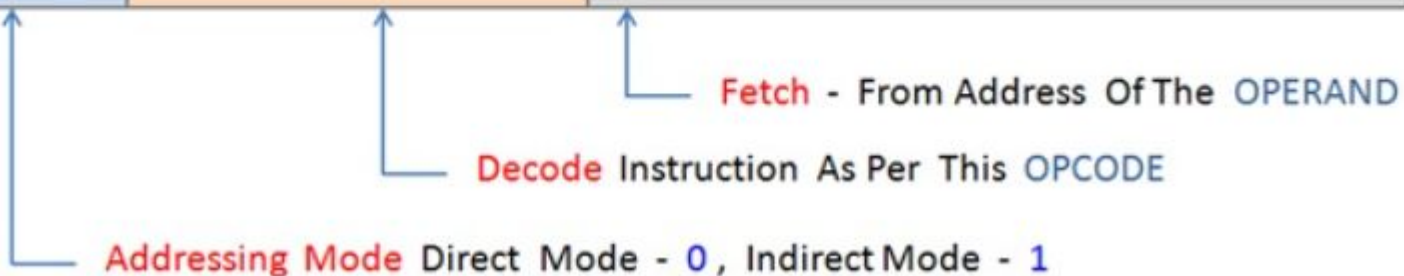 Fetch - From Address Of The OPERAND
Decode Instruction As Per This OPCODE
Addressing Mode Direct Mode - 0 , Indirect Mode - 1